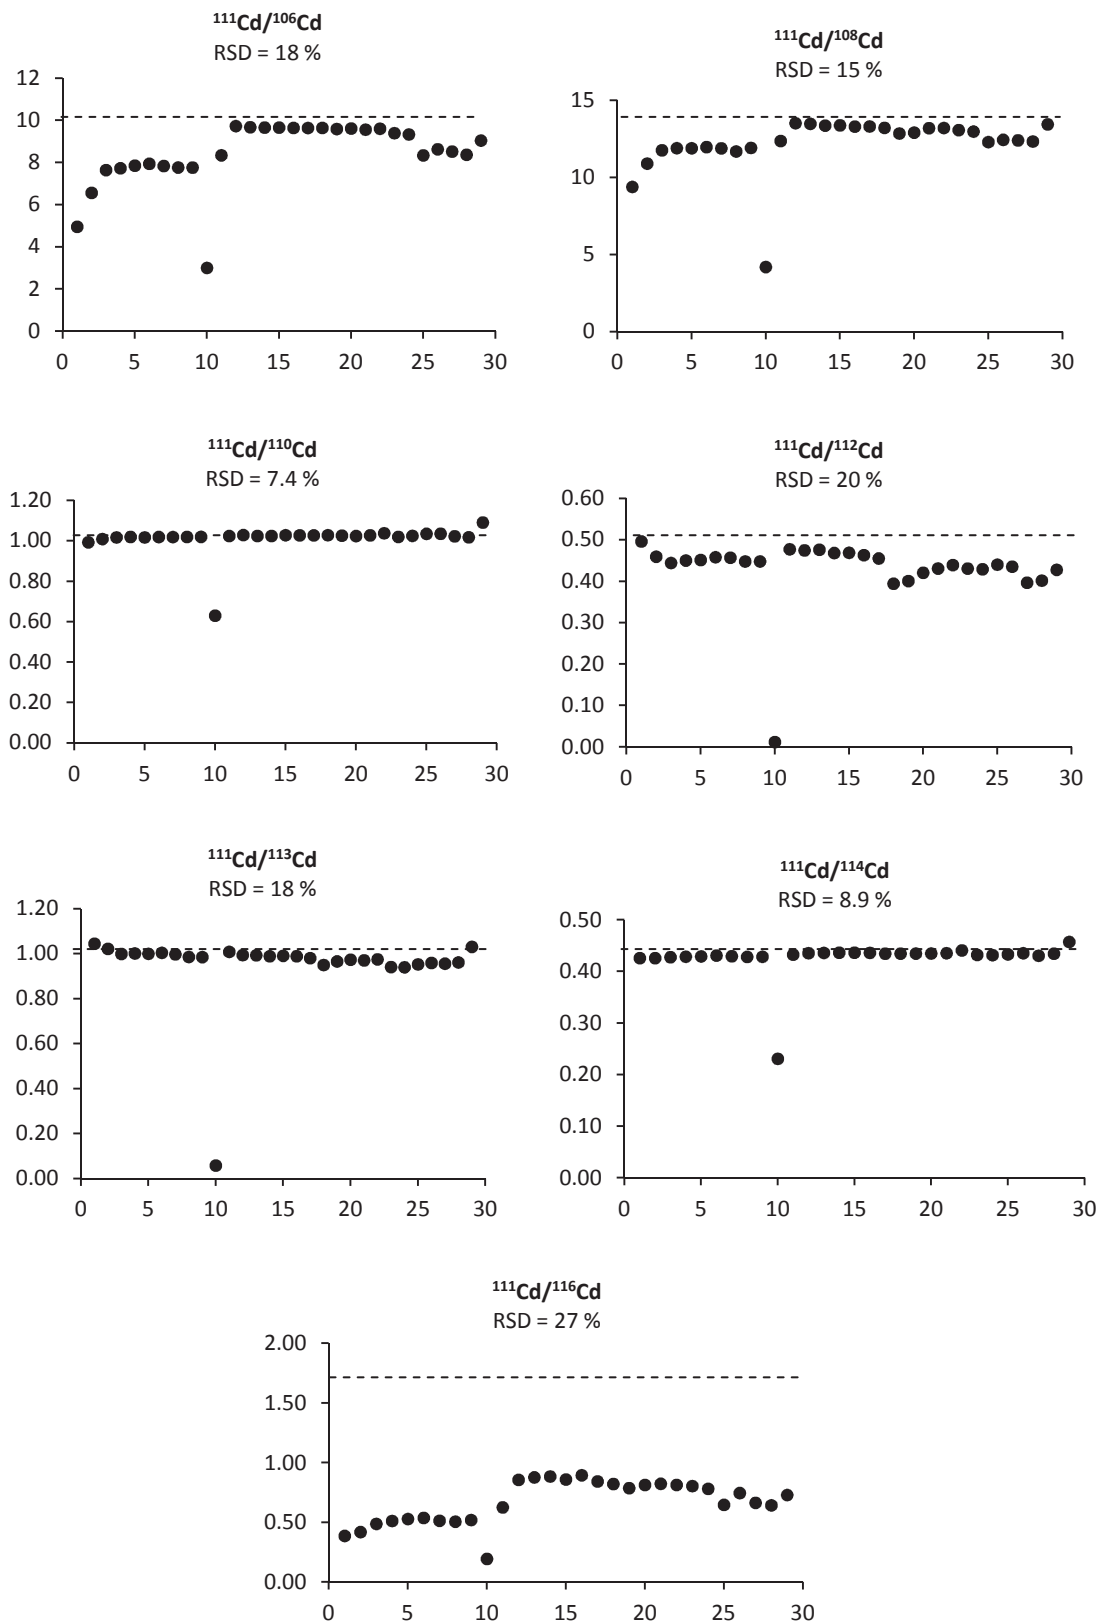 ¹¹¹Cd/¹⁰⁶Cd
RSD = 18 %
12
10
8
6
4
2
0
0 5 10 15 20 25 30
¹¹¹Cd/¹⁰⁸Cd
RSD = 15 %
15
10
5
0
0 5 10 15 20 25 30
¹¹¹Cd/¹¹⁰Cd
RSD = 7.4 %
1.20
1.00
0.80
0.60
0.40
0.20
0.00
0 5 10 15 20 25 30
¹¹¹Cd/¹¹²Cd
RSD = 20 %
0.60
0.50
0.40
0.30
0.20
0.10
0.00
0 5 10 15 20 25 30
¹¹¹Cd/¹¹³Cd
RSD = 18 %
1.20
1.00
0.80
0.60
0.40
0.20
0.00
0 5 10 15 20 25 30
¹¹¹Cd/¹¹⁴Cd
RSD = 8.9 %
0.50
0.40
0.30
0.20
0.10
0.00
0 5 10 15 20 25 30
¹¹¹Cd/¹¹⁶Cd
RSD = 27 %
2.00
1.50
1.00
0.50
0.00
0 5 10 15 20 25 30